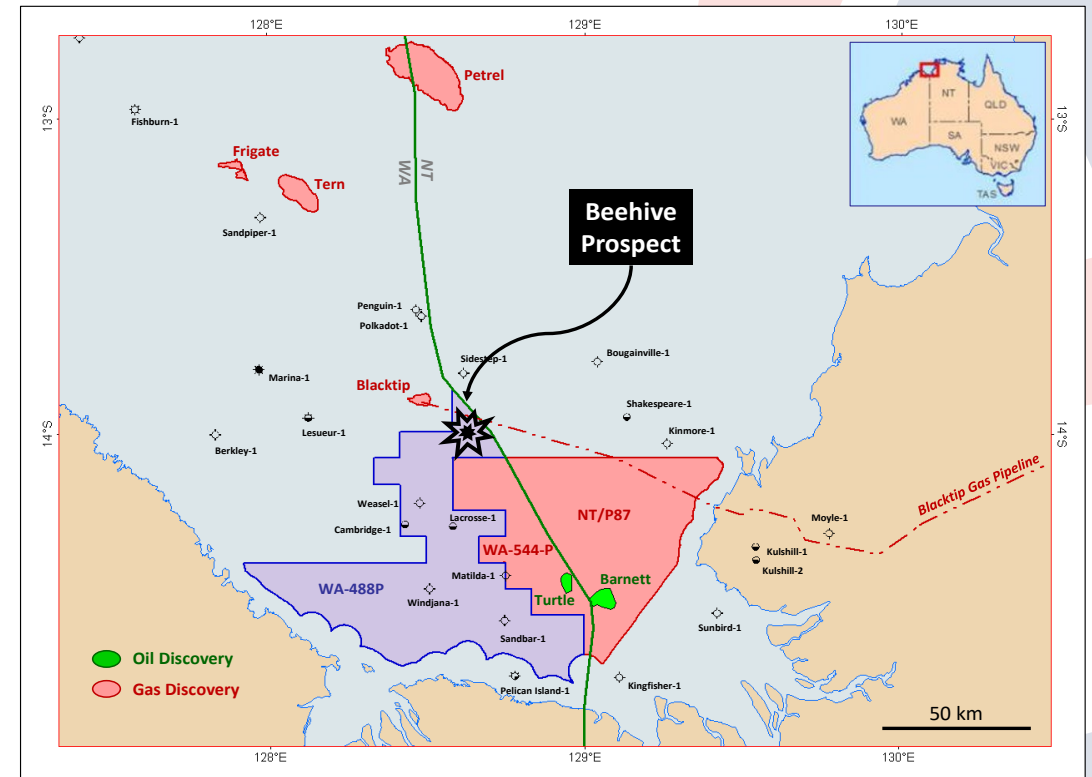 128°E
129°E
130°E
13°S
13°S
Petrel
Fishburn-1
Frigate
Tern
NT
WA
Sandpiper-1
Beehive
Prospect
WA
NT
QLD
SA
NSW
VIC
TAS
Penguin-1
Polkadot-1
Sidestep-1
Bougainville-1
Marina-1
Blacktip
Shakespeare-1
Lesueur-1
Kinmore-1
Berkley-1
14°S
14°S
Blacktip Gas Pipeline
Weasel-1
Lacrosse-1
NT/P87
Moyle-1
Cambridge-1
WA-544-P
Kulshill-1
Kulshill-2
Matilda-1
WA-488P
Windjana-1
Turtle
Barnett
Sandbar-1
Sunbird-1
Oil Discovery
Gas Discovery
Pelican Island-1
Kingfisher-1
50 km
128°E
129°E
130°E